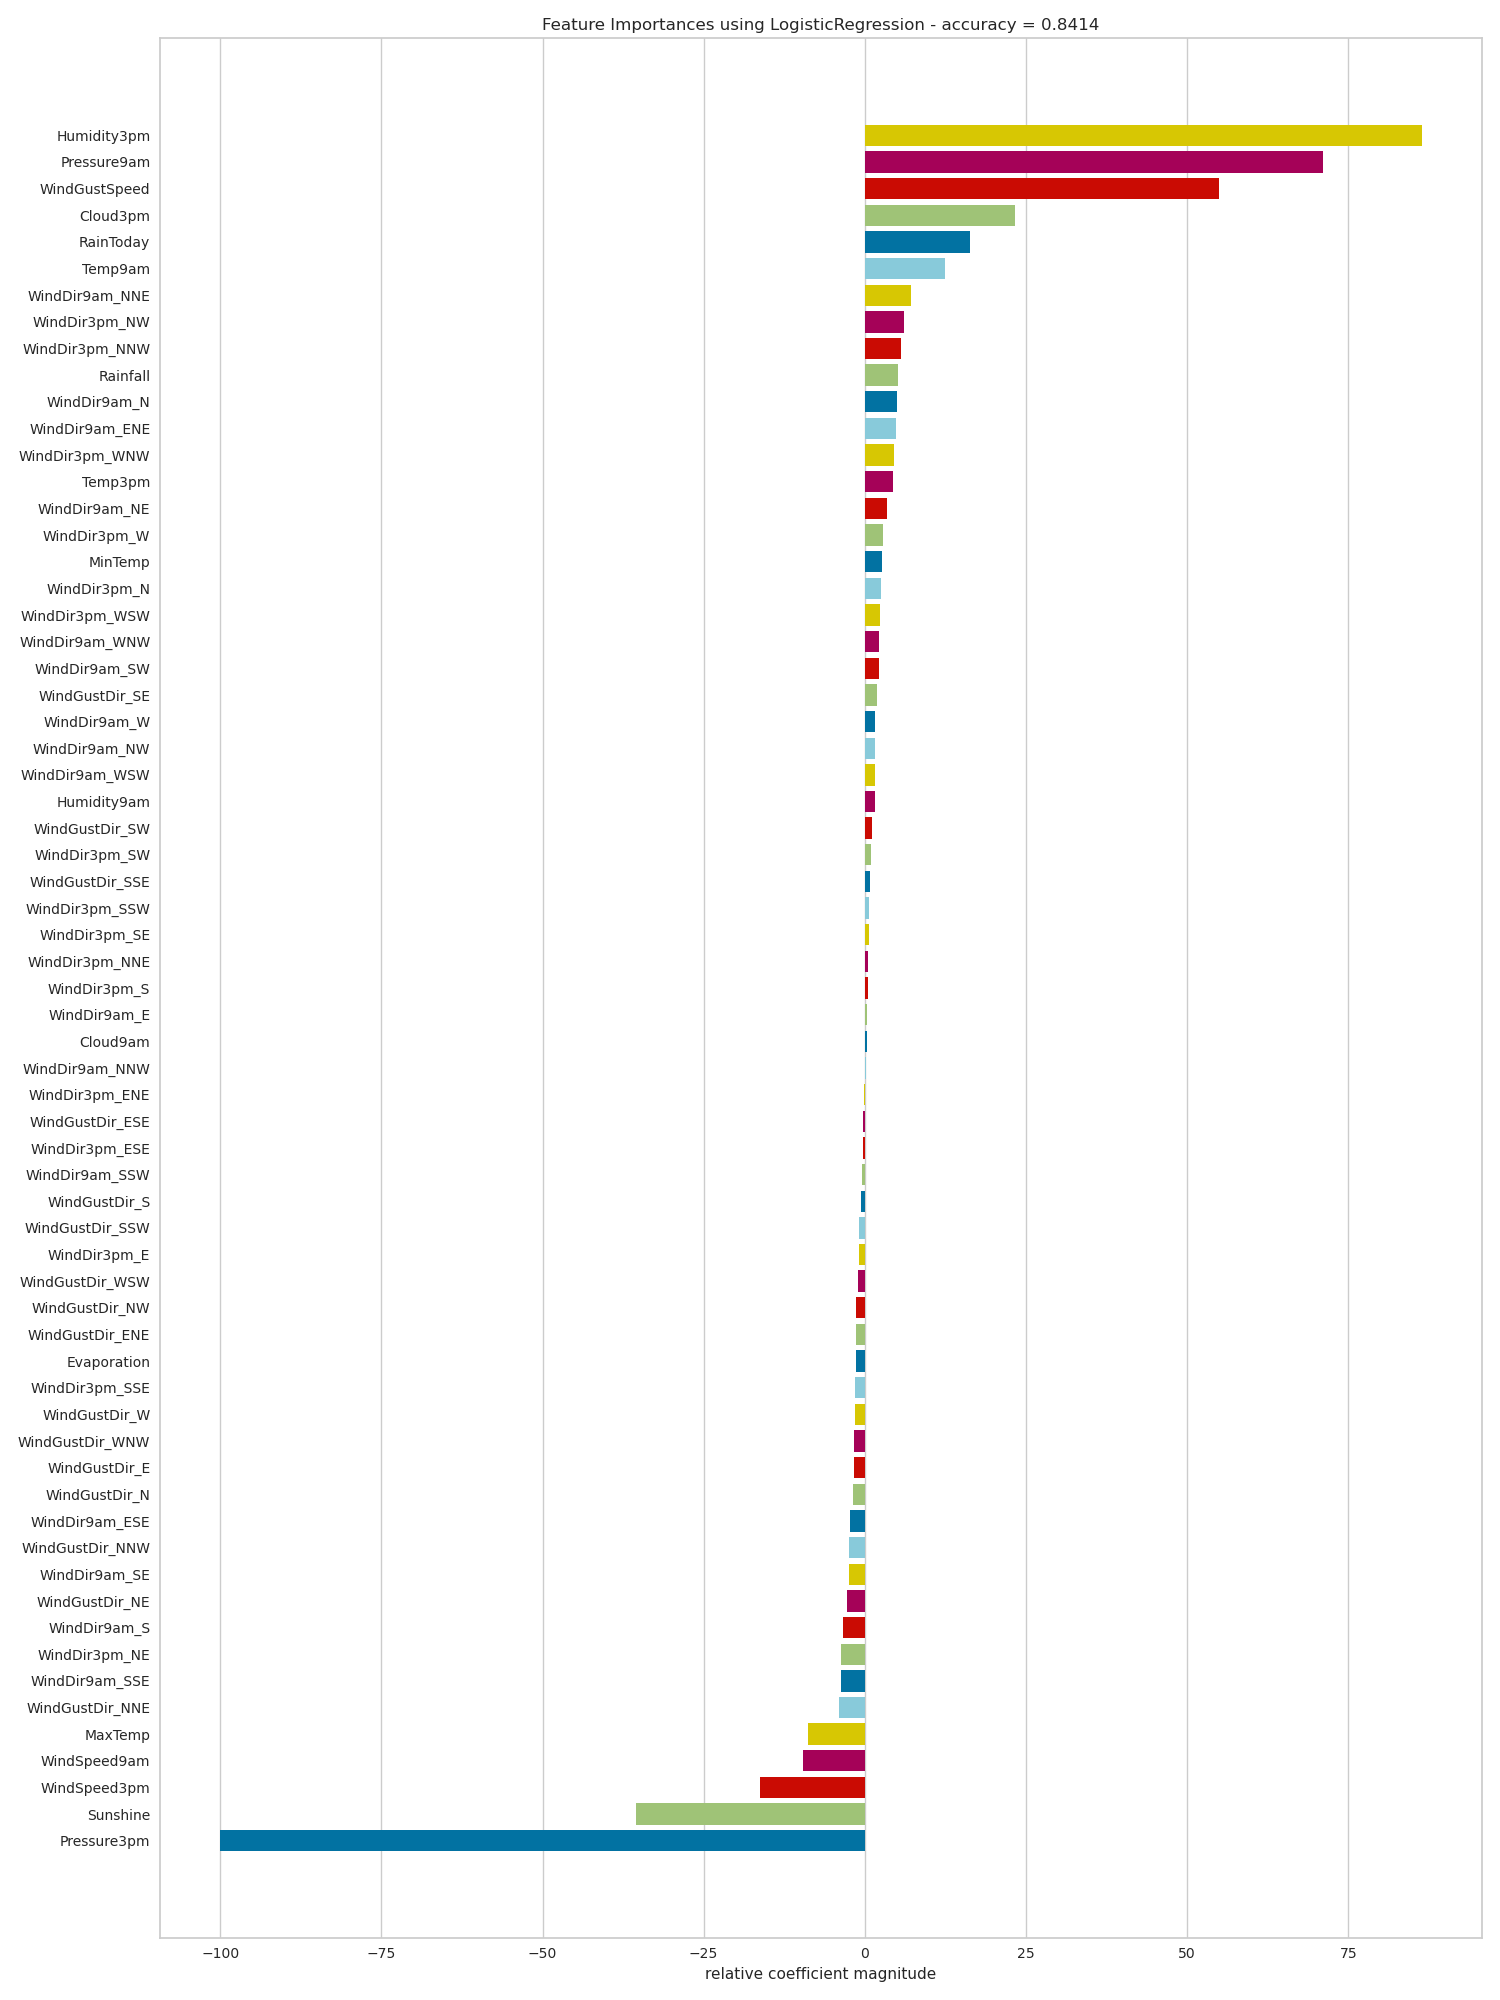 Feature Importances using LogisticRegression - accuracy = 0.8414
Humidity3pm
Pressure9am
WindGustSpeed
Cloud3pm
RainToday
Temp9am
WindDir9am_NNE
WindDir3pm_NW
WindDir3pm_NNW
Rainfall
WindDir9am_N
WindDir9am_ENE
WindDir3pm_WNW
Temp3pm
WindDir9am_NE
WindDir3pm_W
MinTemp
WindDir3pm_N
WindDir3pm_WSW
WindDir9am_WNW
WindDir9am_SW
WindGustDir_SE
WindDir9am_W
WindDir9am_NW
WindDir9am_WSW
Humidity9am
WindGustDir_SW
WindDir3pm_SW
WindGustDir_SSE
WindDir3pm_SSW
WindDir3pm_SE
WindDir3pm_NNE
WindDir3pm_S
WindDir9am_E
Cloud9am
WindDir9am_NNW
WindDir3pm_ENE
WindGustDir_ESE
WindDir3pm_ESE
WindDir9am_SSW
WindGustDir_S
WindGustDir_SSW
WindDir3pm_E
WindGustDir_WSW
WindGustDir_NW
WindGustDir_ENE
Evaporation
WindDir3pm_SSE
WindGustDir_W
WindGustDir_WNW
WindGustDir_E
WindGustDir_N
WindDir9am_ESE
WindGustDir_NNW
WindDir9am_SE
WindGustDir_NE
WindDir9am_S
WindDir3pm_NE
WindDir9am_SSE
WindGustDir_NNE
MaxTemp
WindSpeed9am
WindSpeed3pm
Sunshine
Pressure3pm
−100 −75 −50 −25 0 25 50 75
relative coefficient magnitude